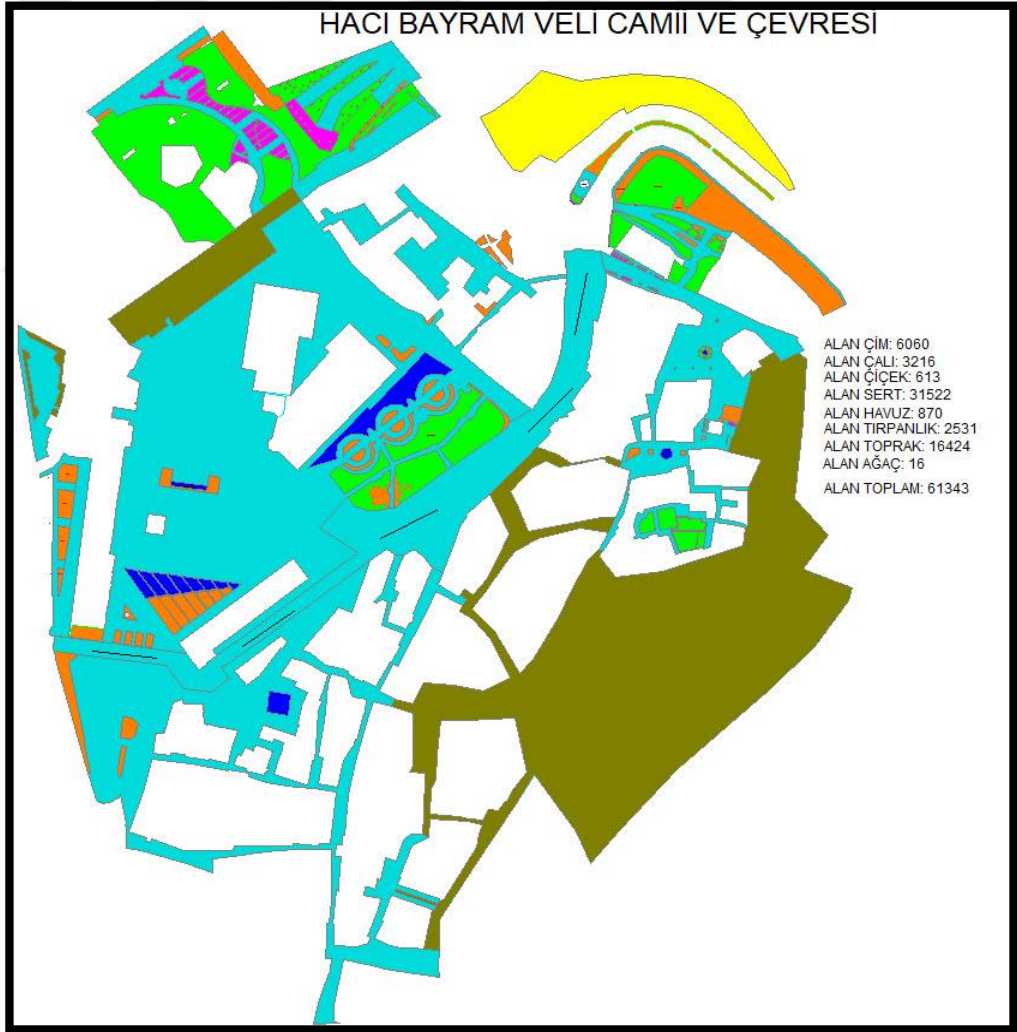 HACI BAYRAM VELİ CAMİİ VE ÇEVRESİ
ALAN ÇİM: 6060
ALAN ÇALI: 3216
ALAN ÇİÇEK: 613
ALAN SERT: 31522
ALAN HAVUZ: 870
ALAN TIRPANLIK: 2531
ALAN TOPRAK: 16424
ALAN AĞAÇ: 16
ALAN TOPLAM: 61343